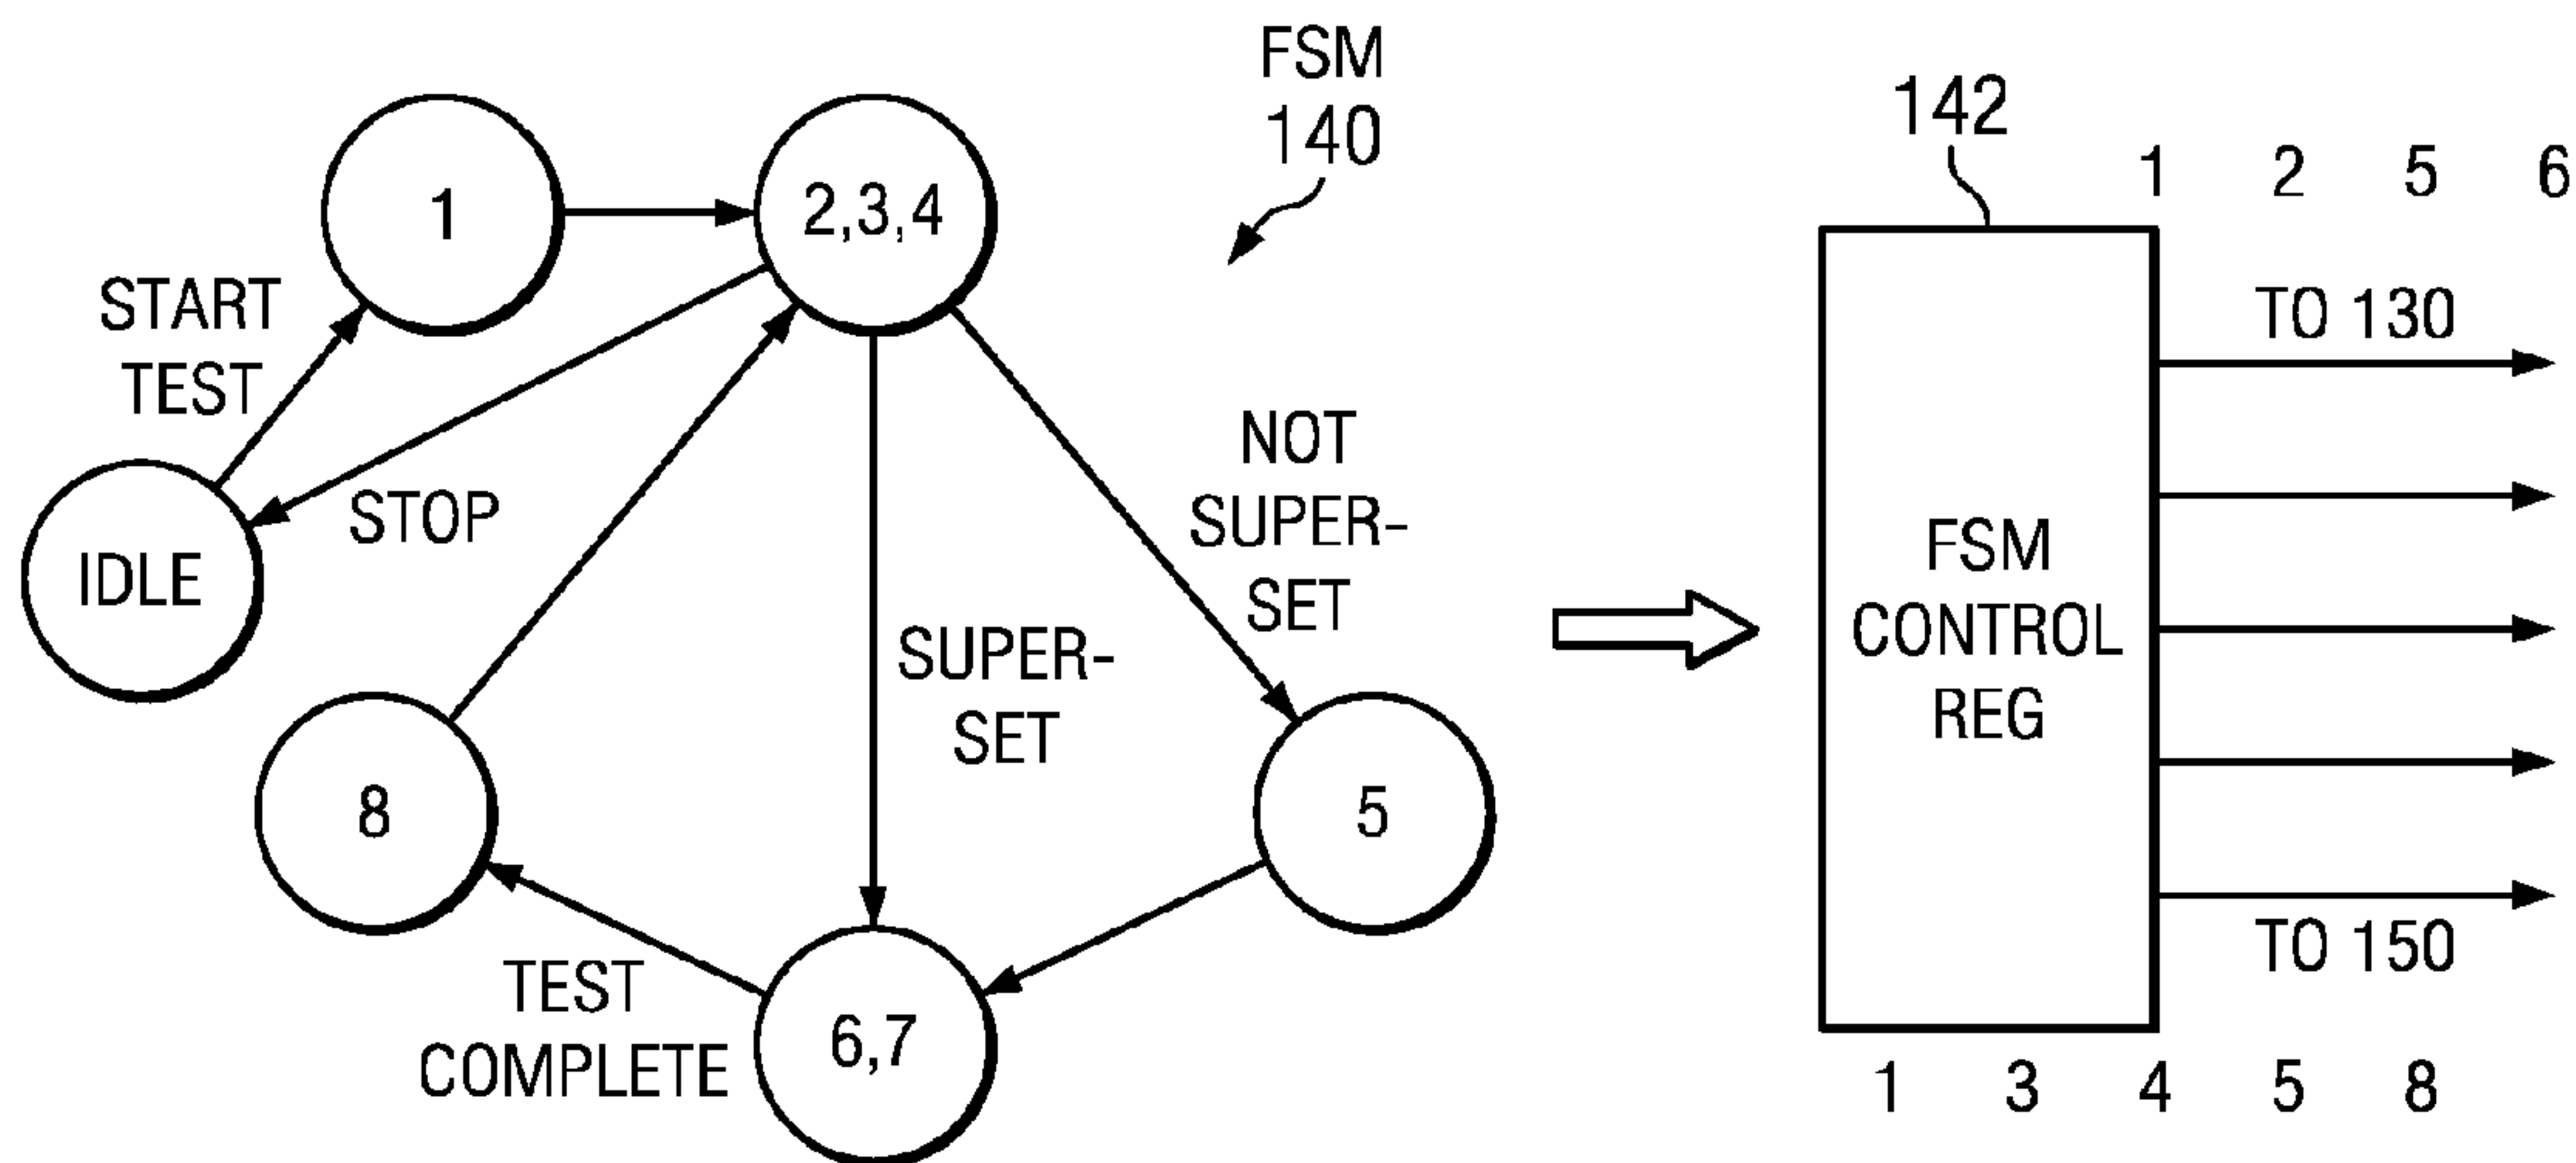 FSM
140
142
1 2 5 6
1
2,3,4
START
TEST
TO 130
NOT
SUPER-
SET
STOP
IDLE
SUPER-
SET
FSM
CONTROL
REG
8
5
TO 150
TEST
COMPLETE
6,7
1 3 4 5 8